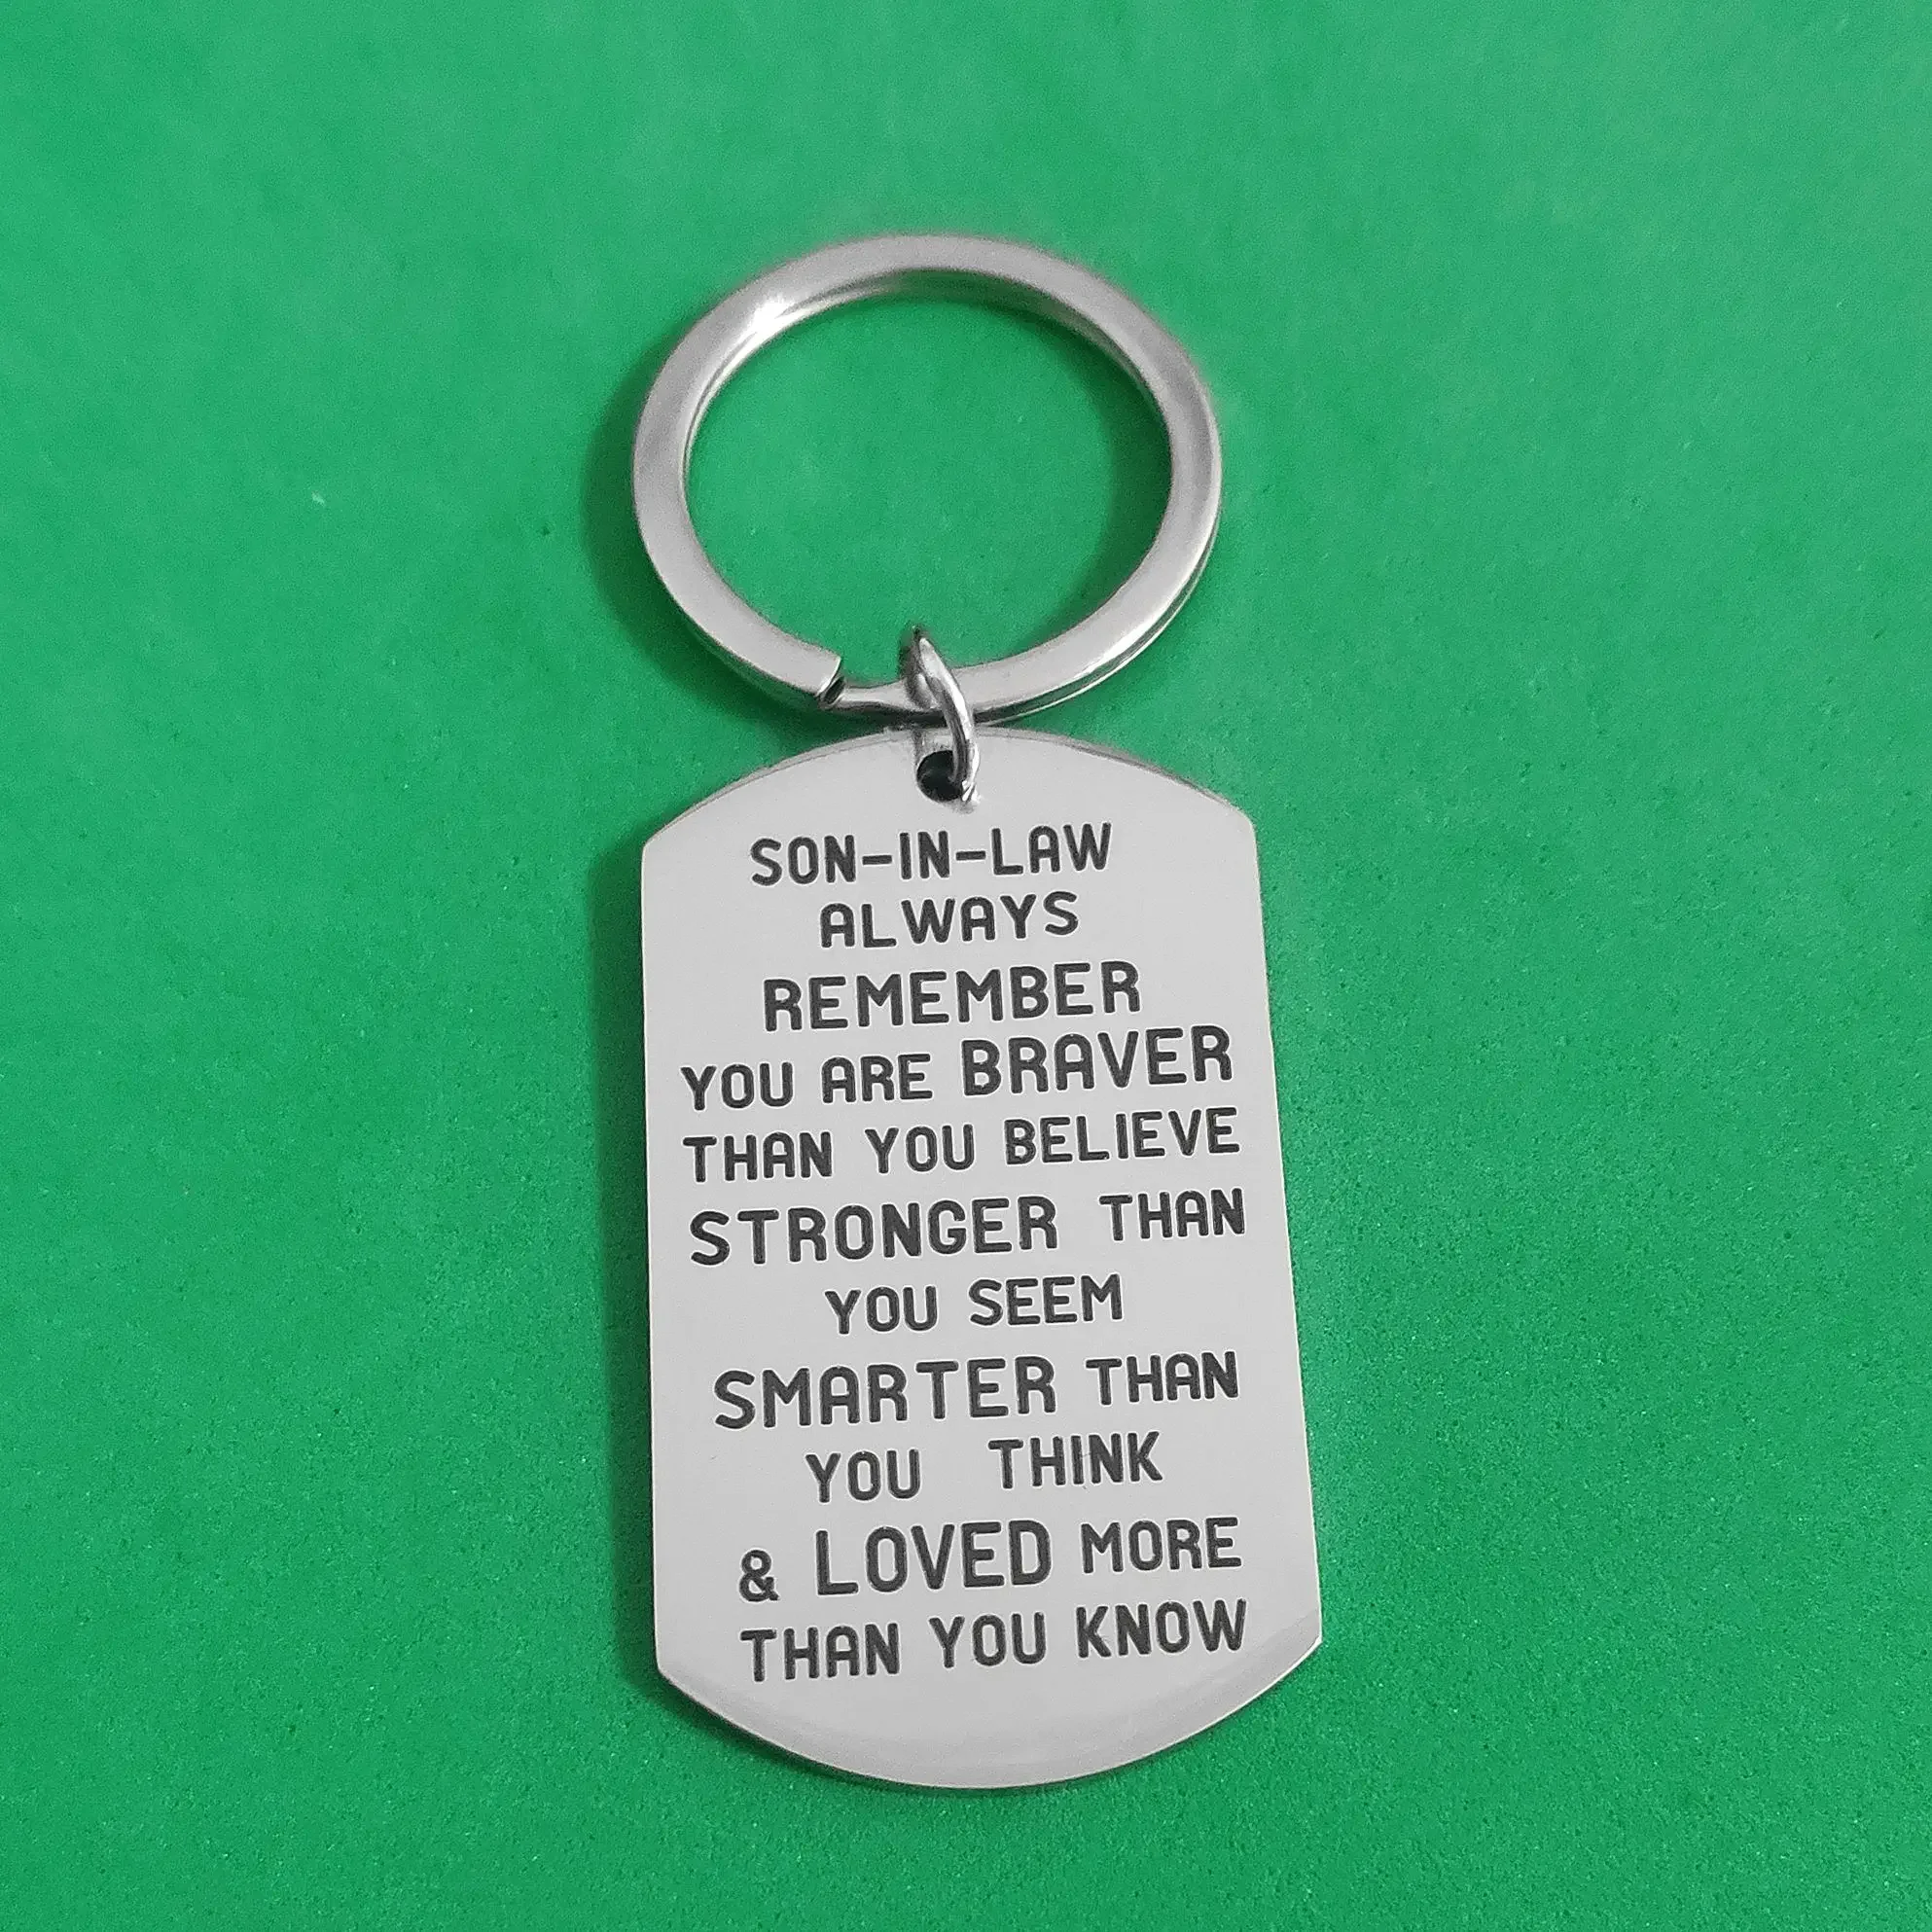 SON-IN-LAW
ALWAYS
REMEMBER
YOU ARE BRAVER
THAN YOU BELIEVE
STRONGER THAN
YOU SEEM
SMARTER THAN
YOU THINK
& LOVED MORE
THAN YOU KNOW